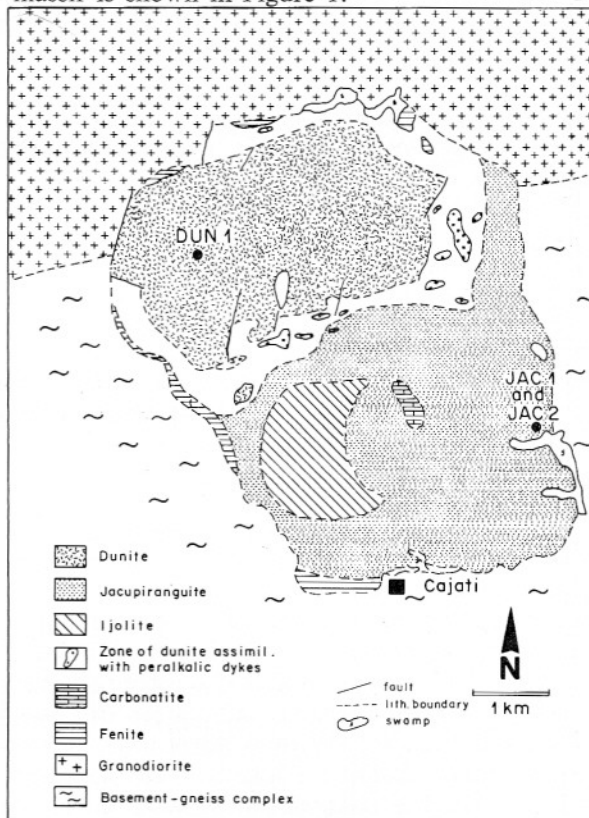 massif is shown in Figure 1.
DUN 1
JAC 1
and
JAC 2
Cajati
Dunite
Jacupiranguite
Ijolite
Zone of dunite assimil.
with peralkalic dykes
Carbonatite
Fenite
Granodiorite
Basement-gneiss complex
fault
lith. boundary
swamp
N
1 km